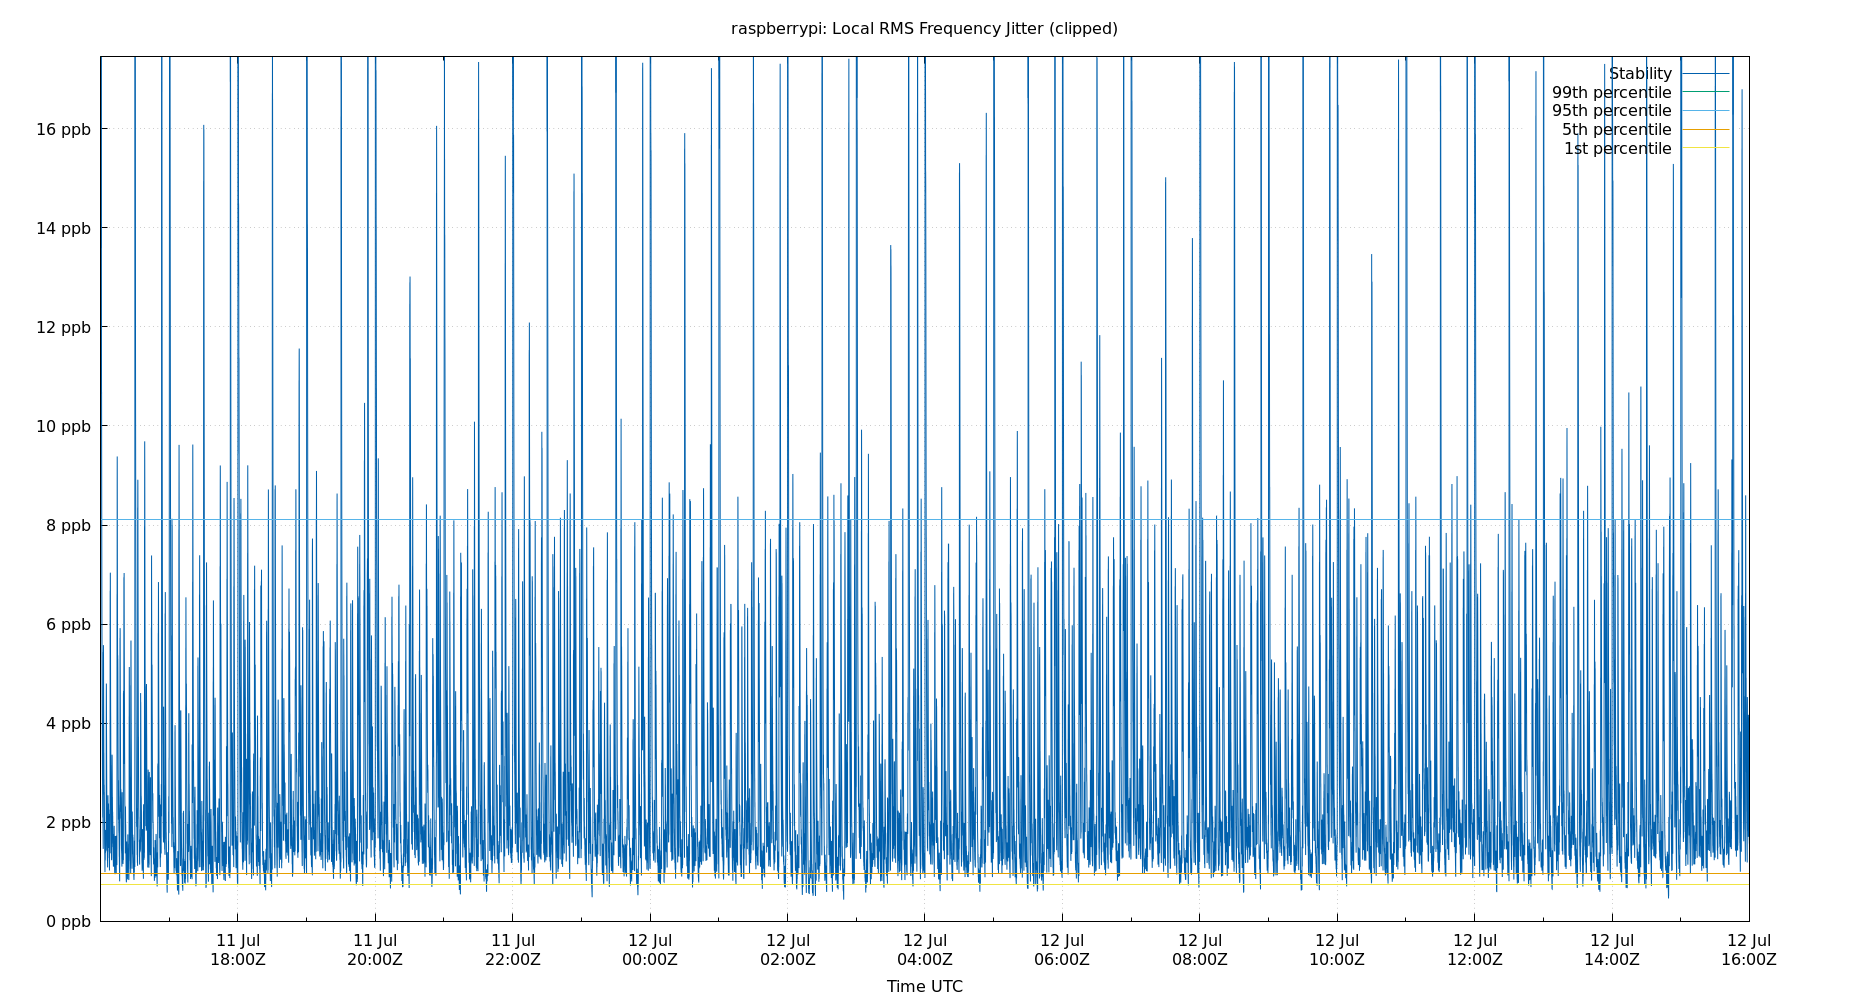 raspberrypi: Local RMS Frequency Jitter (clipped)
Stability
99th percentile
95th percentile
5th percentile
1st percentile
16 ppb
14 ppb
12 ppb
10 ppb
8 ppb
6 ppb
4 ppb
2 ppb
0 ppb
11 Jul 11 Jul 11 Jul 12 Jul 12 Jul 12 Jul 12 Jul 12 Jul 12 Jul 12 Jul 12 Jul 12 Jul
18:00Z 20:00Z 22:00Z 00:00Z 02:00Z 04:00Z 06:00Z 08:00Z 10:00Z 12:00Z 14:00Z 16:00Z
Time UTC